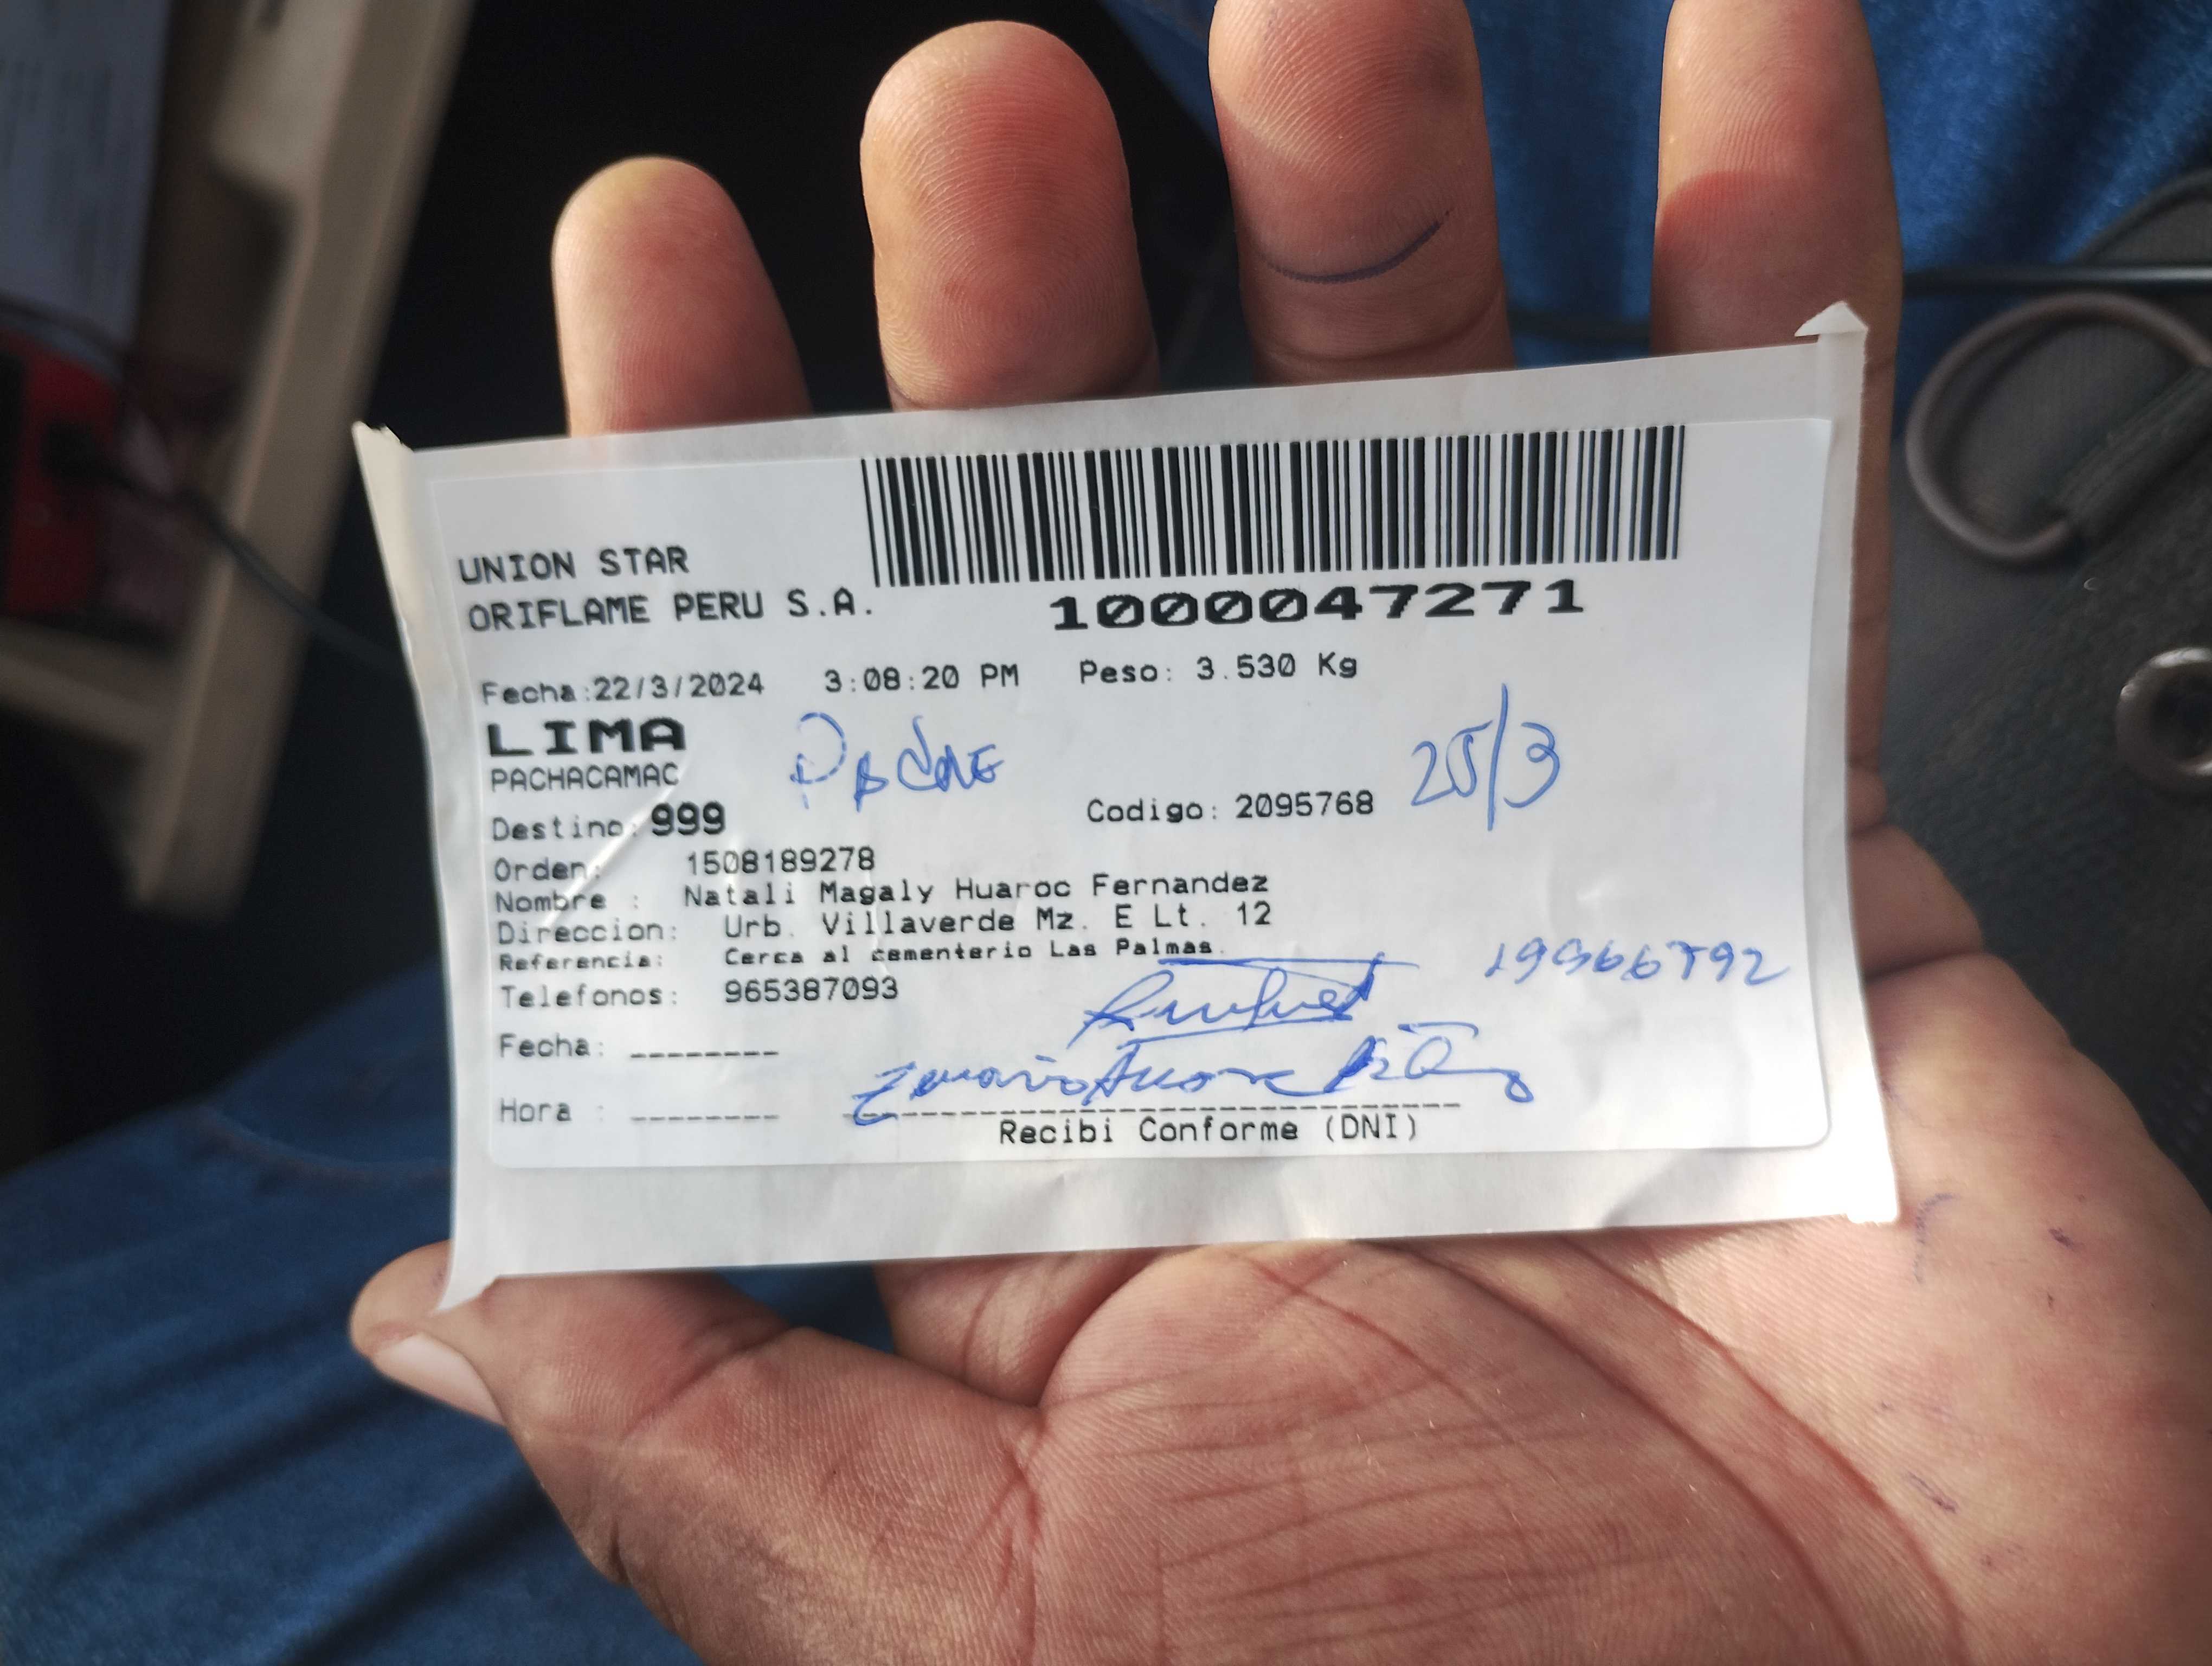 UNION STAR
ORIFLAME PERU S.A.
1000047271
Fecha:22/3/2024 3:08:20 PM Peso: 3.530 Kg
LIMA
PACHACAMAC
Padre
25/3
Destino: 999 Codigo: 2095768
Orden: 1508189278
Nombre : Natali Magaly Huaroc Fernandez
Direccion: Urb. Villaverde Mz. E Lt. 12
Referencia: Cerca al cementerio Las Palmas.
Telefonos: 965387093
Fecha: --------
Hora : --------
Recibi Conforme (DNI)